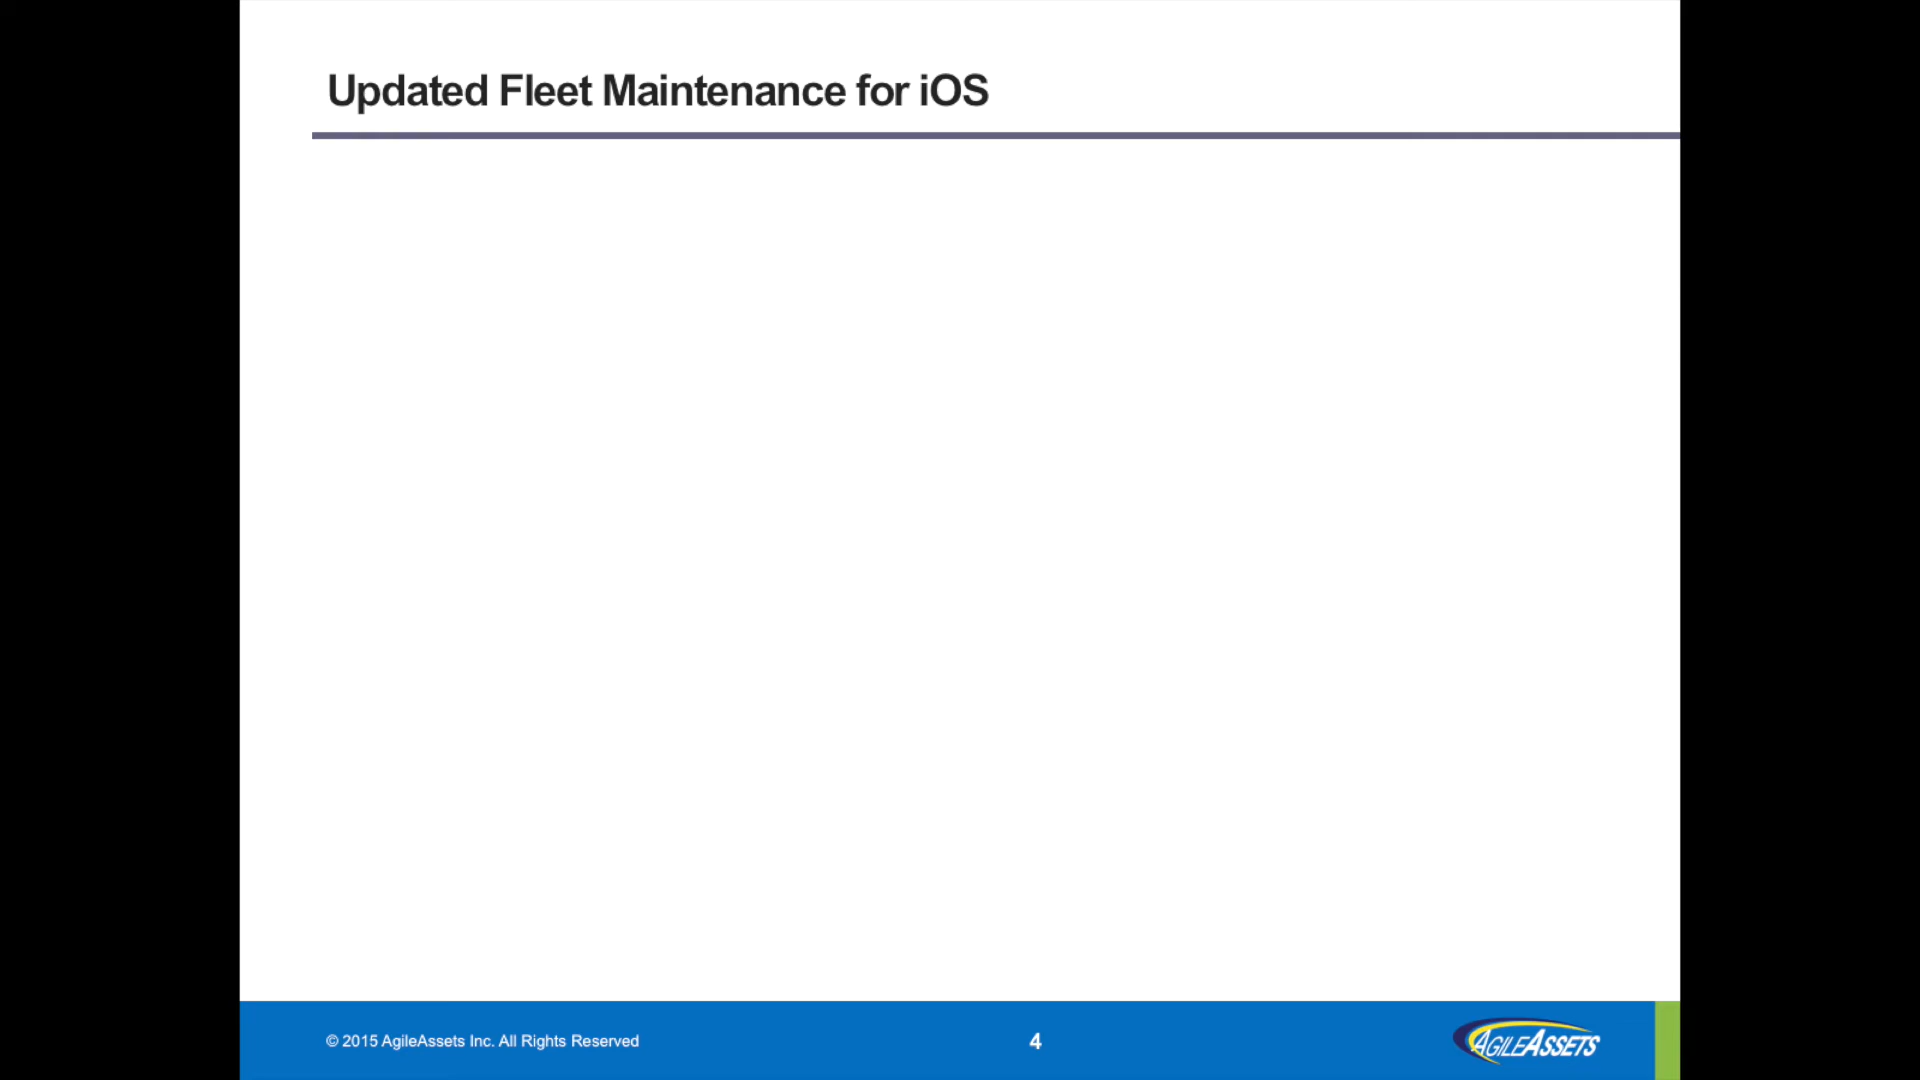 Updated Fleet Maintenance for iOS
© 2015 AgileAssets Inc. All Rights Reserved
4
AGILEASSETS